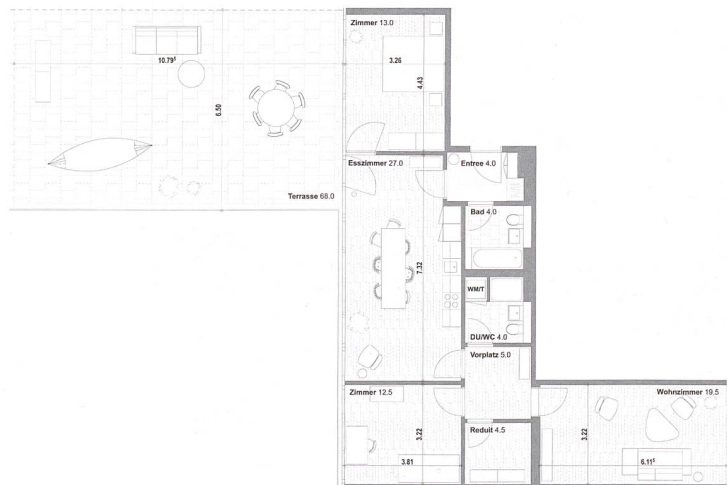 Zimmer 13.0
10.79⁵
3.26
4.43
6.50
Esszimmer 27.0
Entree 4.0
Terrasse 68.0
Bad 4.0
7.32
WM/T
DU/WC 4.0
Vorplatz 5.0
Zimmer 12.5
Wohnzimmer 19.5
3.22
Reduit 4.5
3.22
3.81
6.11⁵